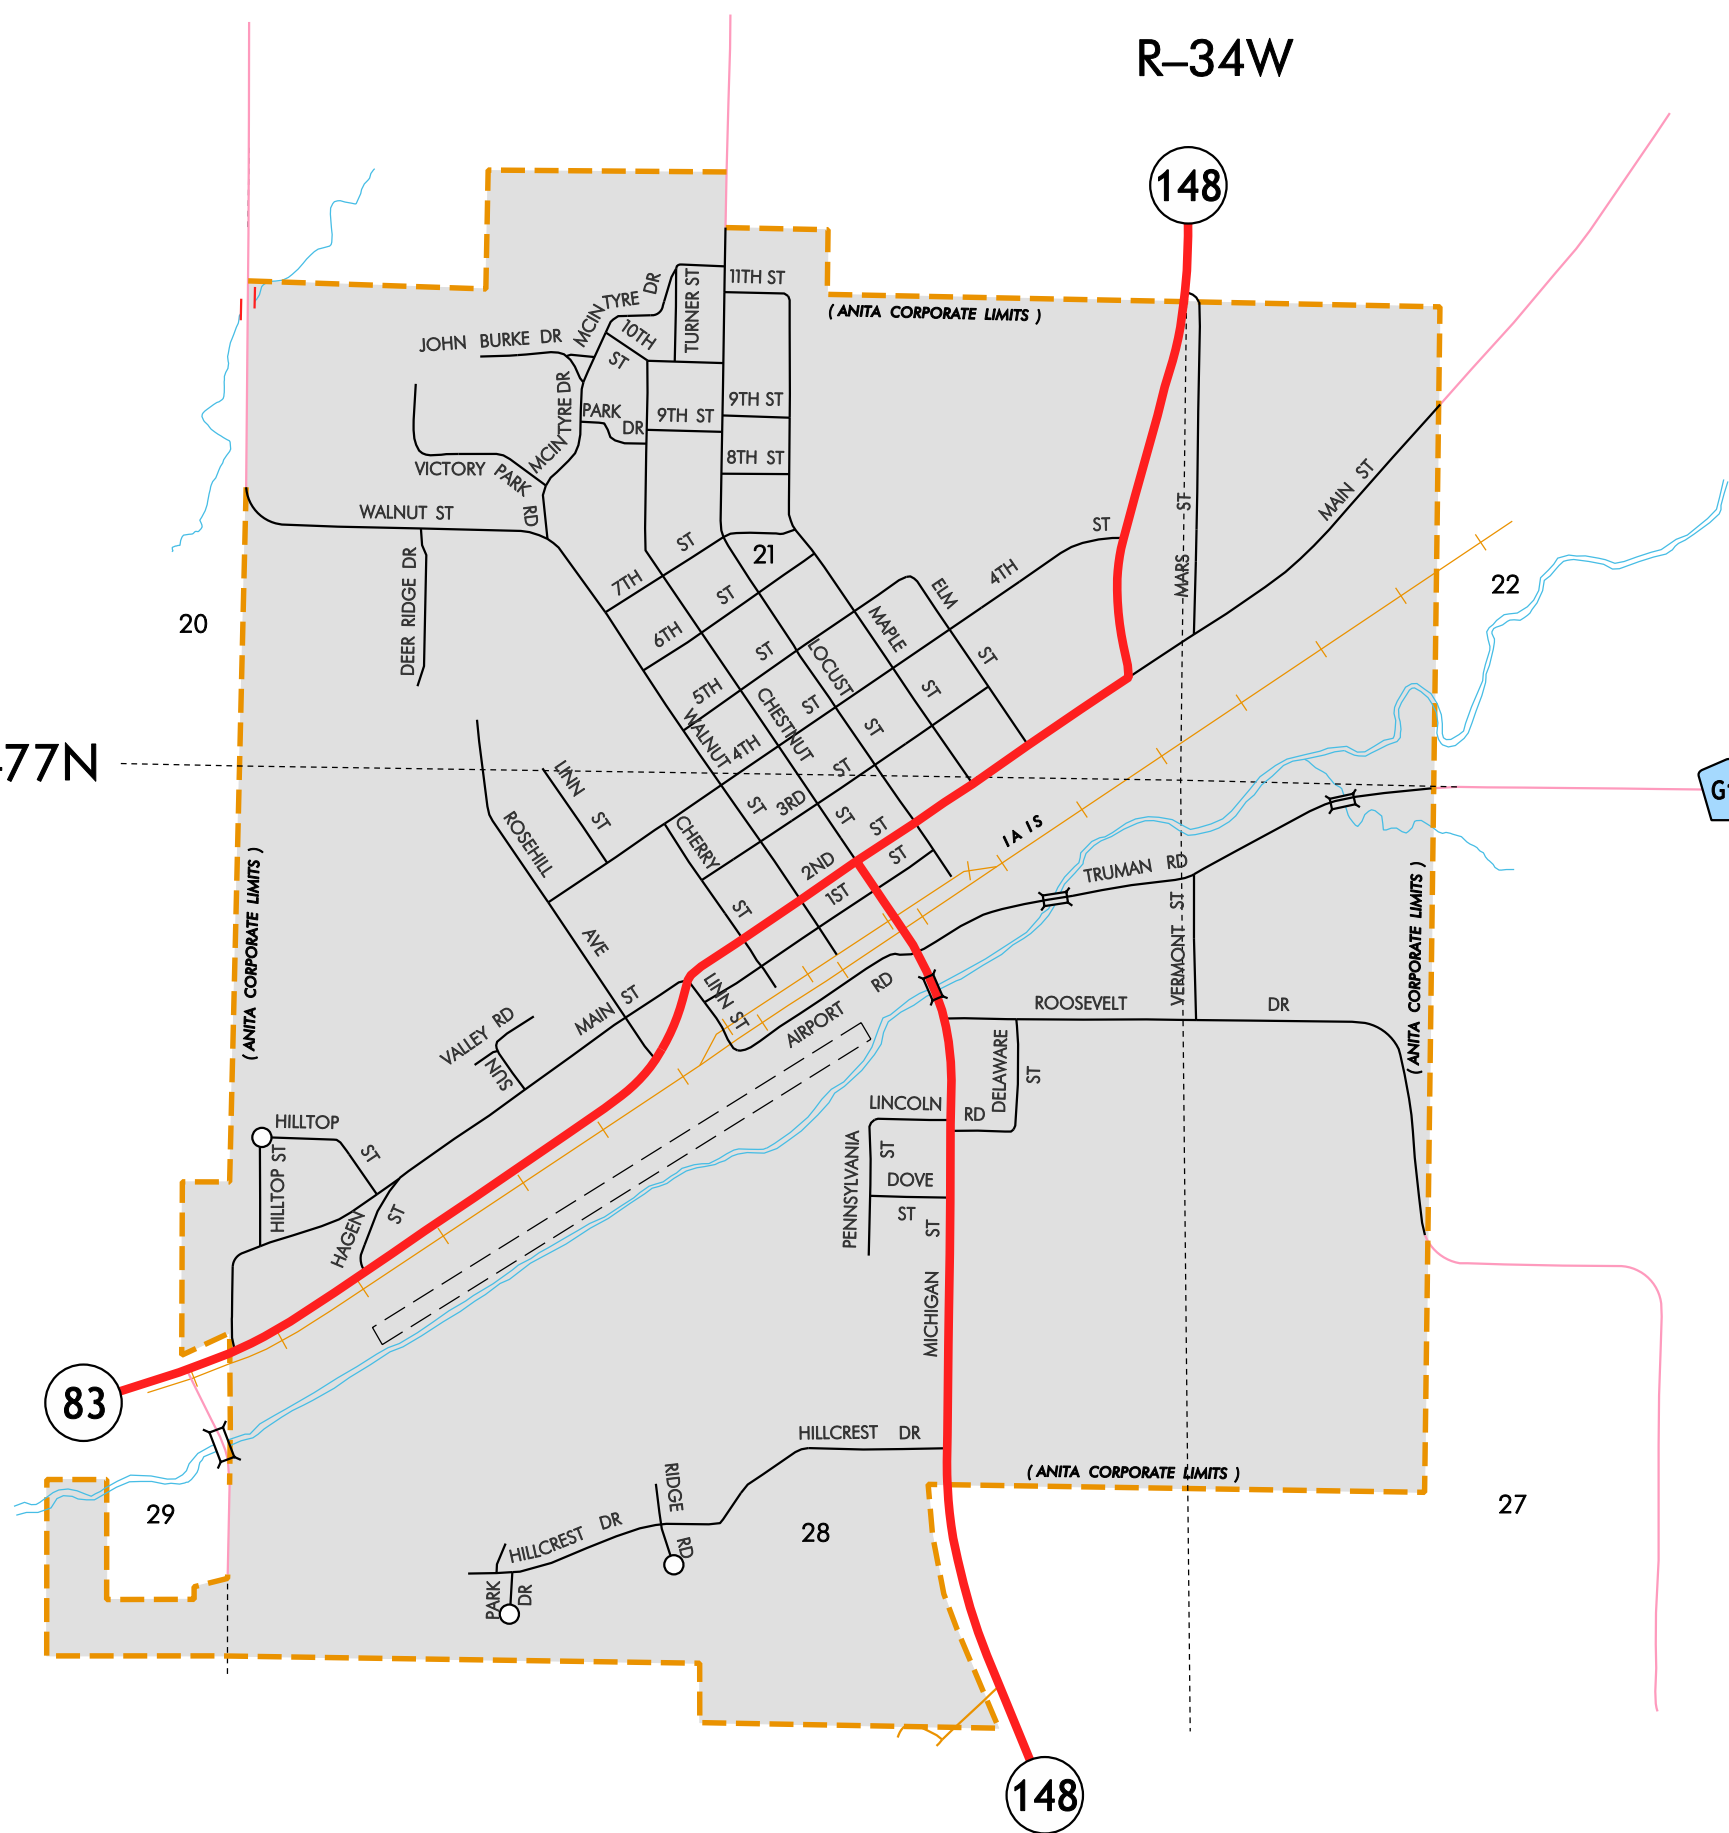 R–34W
148
11TH ST
MCINTYRE DR
TURNER ST
( ANITA CORPORATE LIMITS )
JOHN BURKE DR
10TH ST
MCINTYRE DR
PARK DR
9TH ST
9TH ST
8TH ST
VICTORY PARK RD
WALNUT ST
MAIN ST
MARS ST
4TH ST
21
7TH ST
DEER RIDGE DR
22
20
6TH ST
ELM ST
MAPLE ST
LOCUST ST
5TH ST
CHESTNUT ST
WALNUT ST
4TH ST
77N
LINN ST
3RD ST
G
ROSEHILL AVE
CHERRY ST
2ND ST
IAIS
1ST ST
TRUMAN RD
( ANITA CORPORATE LIMITS )
( ANITA CORPORATE LIMITS )
VERMONT ST
MAIN ST
LINN ST
AIRPORT RD
ROOSEVELT DR
VALLEY RD
SUN
DELAWARE ST
LINCOLN RD
HILLTOP ST
HILLTOP ST
PENNSYLVANIA ST
DOVE ST
HAGEN ST
MICHIGAN ST
83
HILLCREST DR
( ANITA CORPORATE LIMITS )
RIDGE RD
29
27
28
HILLCREST DR
PARK DR
148